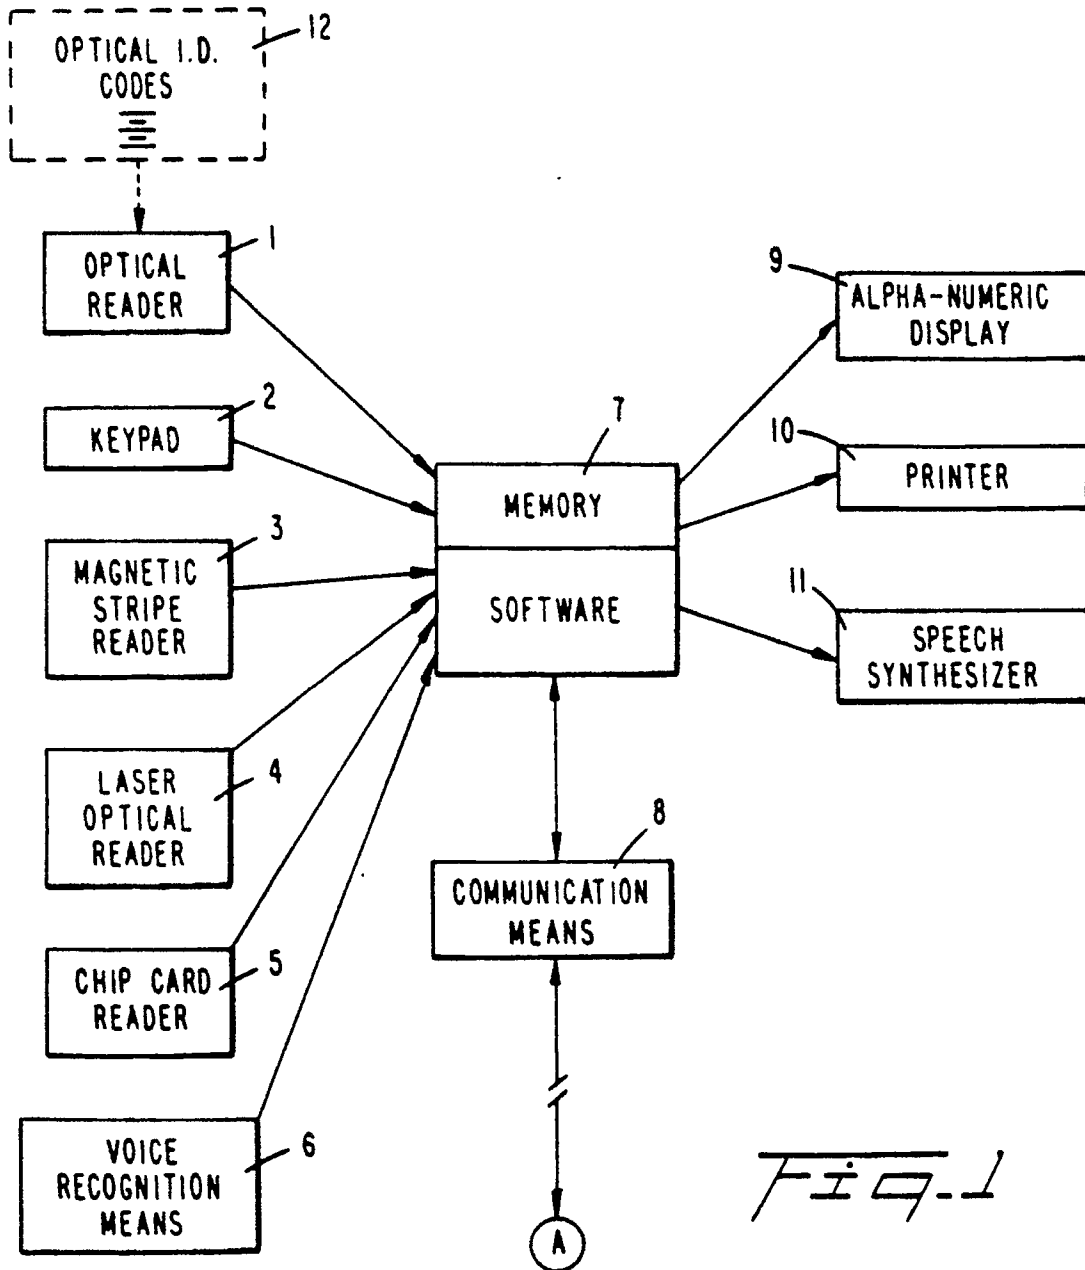 OPTICAL I.D.
CODES
12
OPTICAL
READER
1
KEYPAD
2
MAGNETIC
STRIPE
READER
3
LASER
OPTICAL
READER
4
CHIP CARD
READER
5
VOICE
RECOGNITION
MEANS
6
MEMORY
7
SOFTWARE
COMMUNICATION
MEANS
8
A
9
ALPHA-NUMERIC
DISPLAY
10
PRINTER
11
SPEECH
SYNTHESIZER
Fig. 1